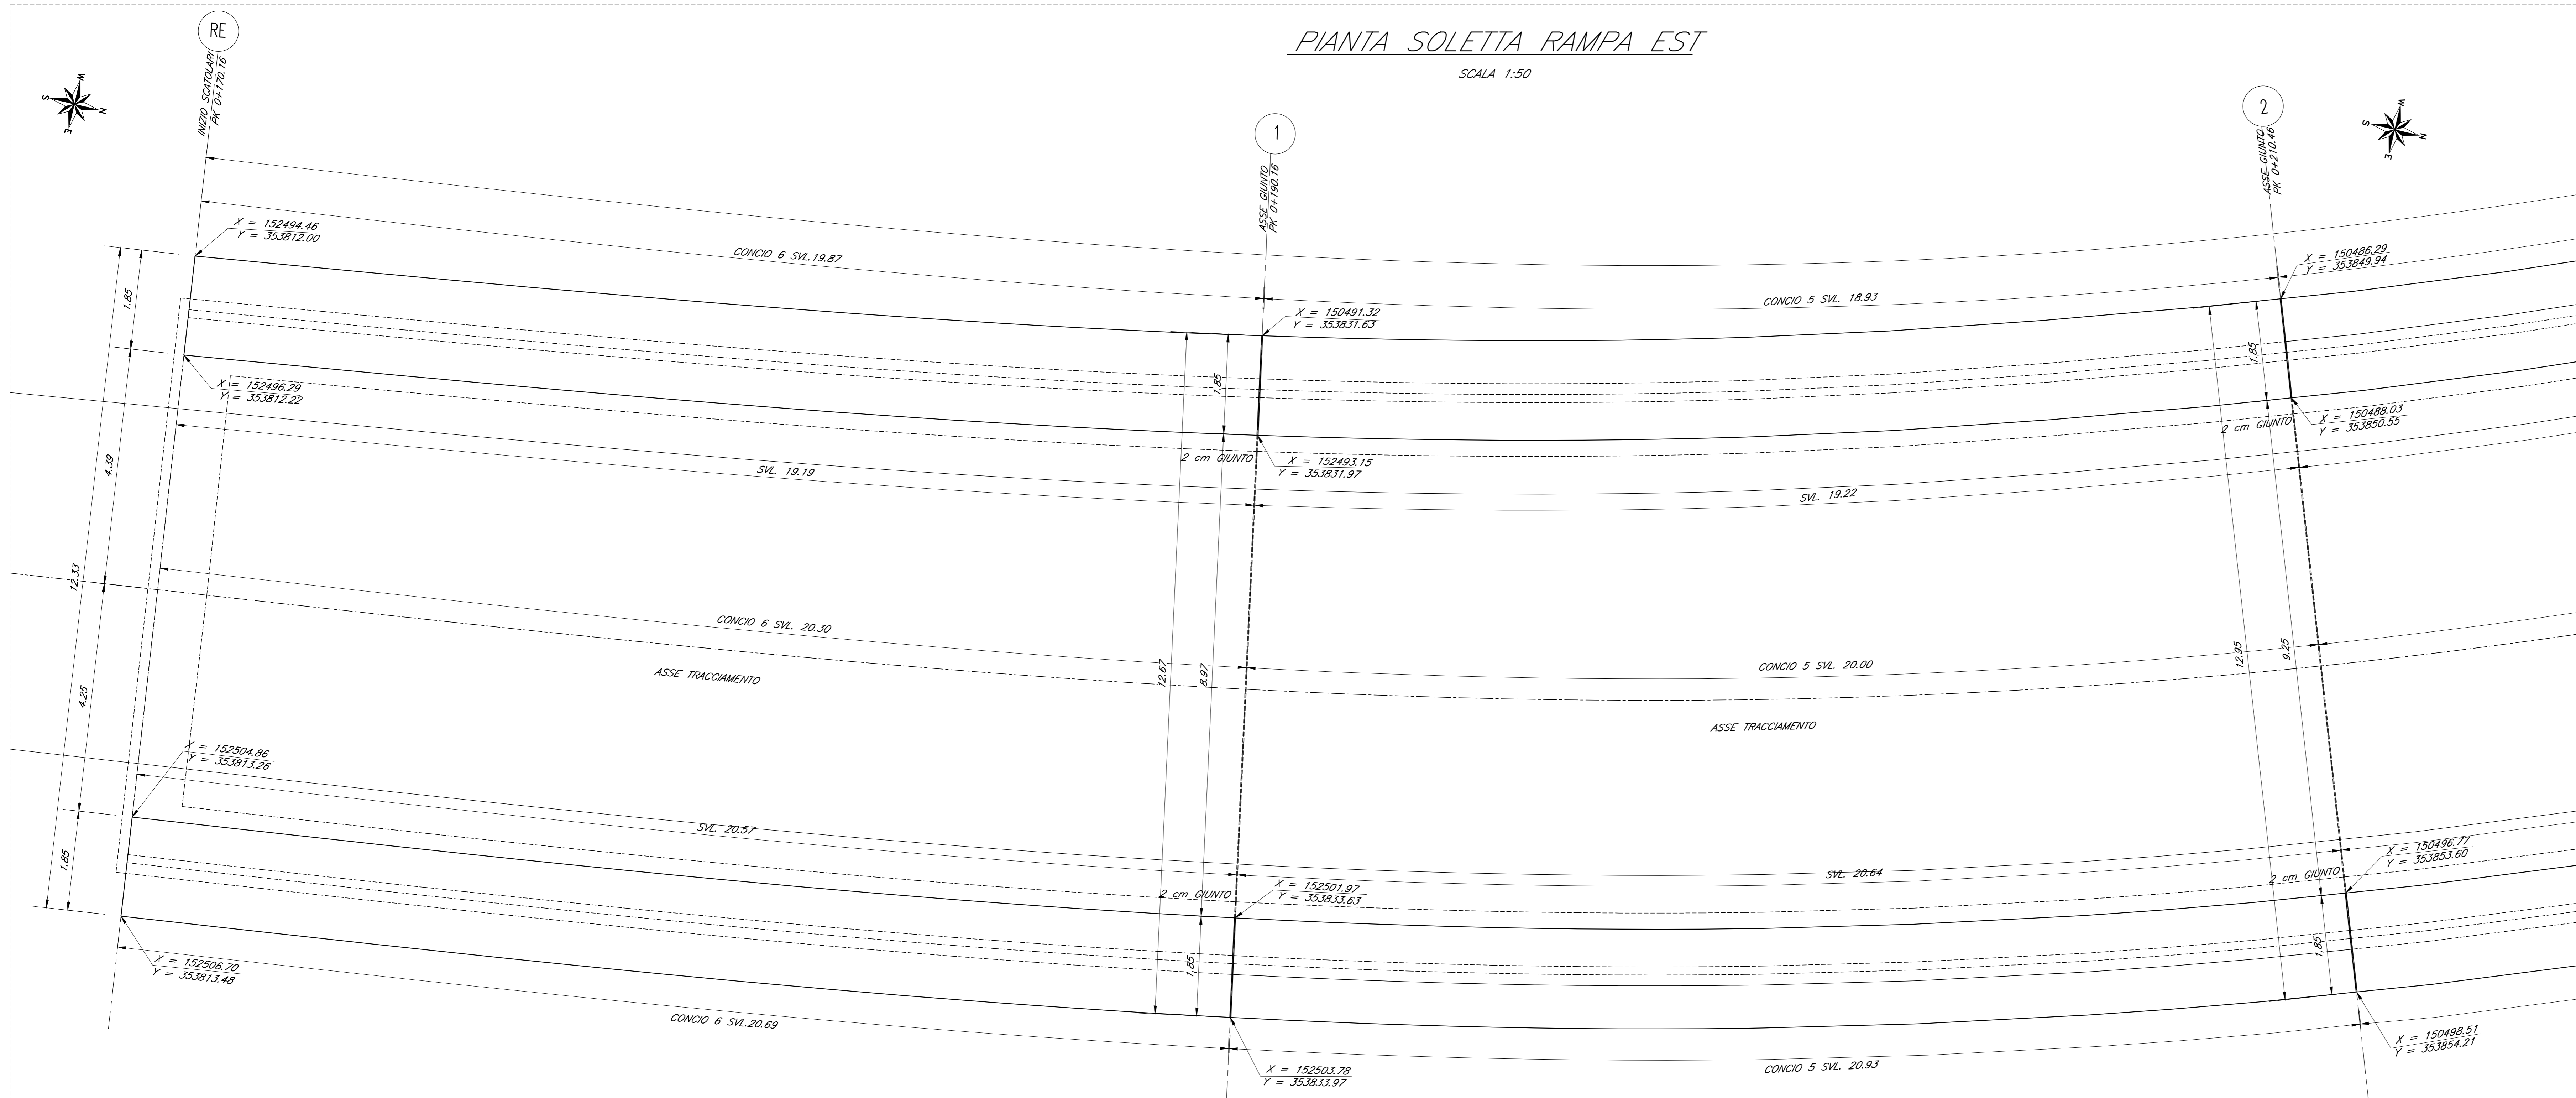 PIANTA SOLETTA RAMPA EST
SCALA 1:50
RE
INIZIO SCATOLARI
PK 0+170.16
W
S
N
E
1
ASSE GIUNTO
PK 0+190.16
2
ASSE GIUNTO
PK 0+210.46
W
S
N
E
X = 152494.46
Y = 353812.00
CONCIO 6 SVL.19.87
X = 150491.32
Y = 353831.63
CONCIO 5 SVL. 18.93
X = 150486.29
Y = 353849.94
1.85
1.85
1.85
X = 152496.29
Y = 353812.22
2 cm GIUNTO
X = 152493.15
Y = 353831.97
2 cm GIUNTO
X = 150488.03
Y = 353850.55
4.39
SVL. 19.19
SVL. 19.22
12.33
CONCIO 6 SVL. 20.30
ASSE TRACCIAMENTO
12.67
8.97
CONCIO 5 SVL. 20.00
ASSE TRACCIAMENTO
12.95
9.25
4.25
X = 152504.86
Y = 353813.26
SVL. 20.57
2 cm GIUNTO
X = 152501.97
Y = 353833.63
SVL. 20.64
2 cm GIUNTO
X = 150496.77
Y = 353853.60
1.85
1.85
1.85
X = 152506.70
Y = 353813.48
CONCIO 6 SVL.20.69
X = 152503.78
Y = 353833.97
CONCIO 5 SVL. 20.93
X = 150498.51
Y = 353854.21